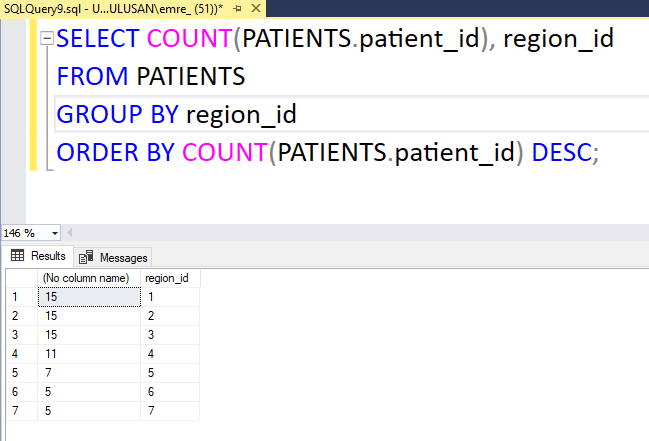 SQLQuery9.sql - U...ULUSAN\emre_ (51))*
SELECT COUNT(PATIENTS.patient_id), region_id
FROM PATIENTS
GROUP BY region_id
ORDER BY COUNT(PATIENTS.patient_id) DESC;
146 %
Results Messages
(No column name) region_id
1 15 1
2 15 2
3 15 3
4 11 4
5 7 5
6 5 6
7 5 7